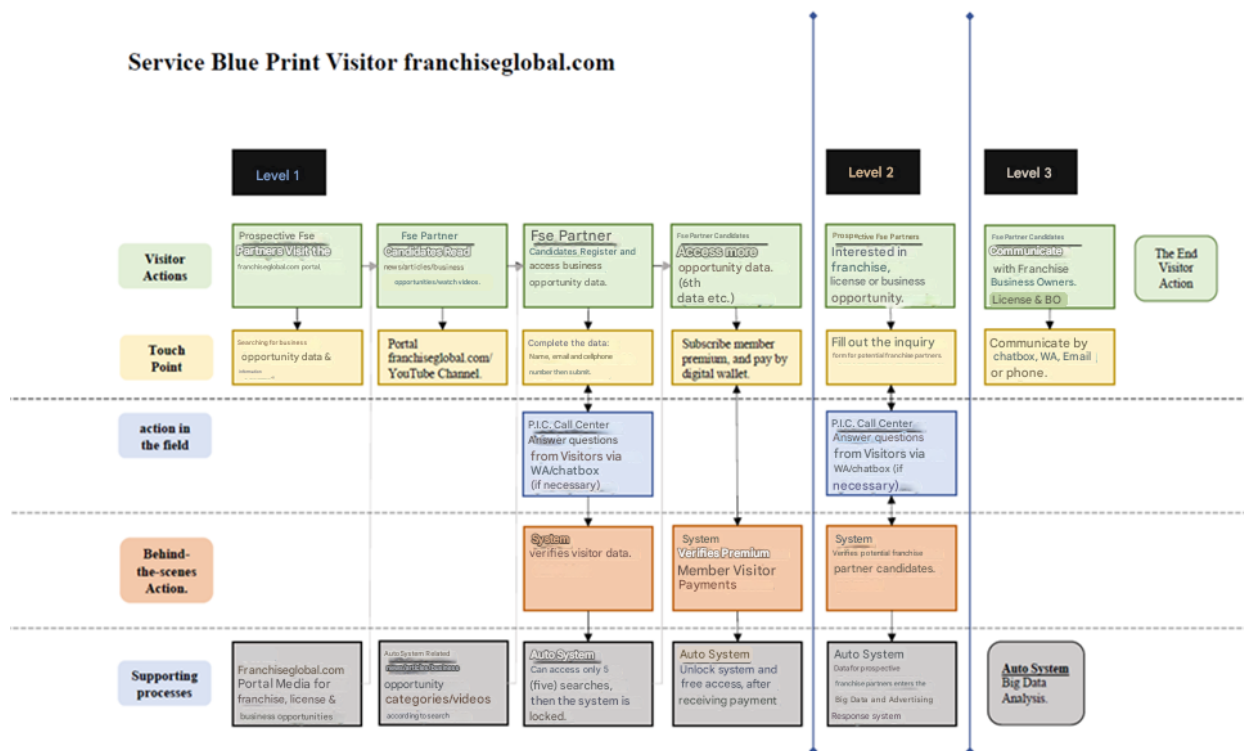 Service Blue Print Visitor franchiseglobal.com
Level 1
Level 2
Level 3
Visitor
Actions
Prospective Fse
Partners Visit the
franchiseglobal.com portal.
Fse Partner
Candidates Read
news/articles/business
opportunities/watch videos.
Fse Partner
Candidates Register and
access business
opportunity data.
Fse Partner Candidates
Access more
opportunity data.
(6th
data etc.)
Prospective Fse Partners
Interested in
franchise,
license or business
opportunity.
Fse Partner Candidates
Communicate
with Franchise
Business Owners.
License & BO
The End
Visitor
Action
Touch
Point
Searching for business
opportunity data &
information
Portal
franchiseglobal.com/
YouTube Channel.
Complete the data:
Name, email and cellphone
number then submit.
Subscribe member
premium, and pay by
digital wallet.
Fill out the inquiry
form for potential franchise partners.
Communicate by
chatbox, WA, Email
or phone.
action in
the field
P.I.C. Call Center
Answer questions
from Visitors via
WA/chatbox
(if necessary)
P.I.C. Call Center
Answer questions
from Visitors via
WA/chatbox (if
necessary)
Behind-
the-scenes
Action.
System
verifies visitor data.
System
Verifies Premium
Member Visitor
Payments
System
Verifies potential franchise
partner candidates.
Supporting
processes
Franchiseglobal.com
Portal Media for
franchise, license &
business opportunities
Auto System Related
news/articles/business
opportunity
categories/videos
according to search
Auto System
Can access only 5
(five) searches,
then the system is
locked.
Auto System
Unlock system and
free access, after
receiving payment
Auto System
Data for prospective
franchise partners enters the
Big Data and Advertising
Response system
Auto System
Big Data
Analysis.